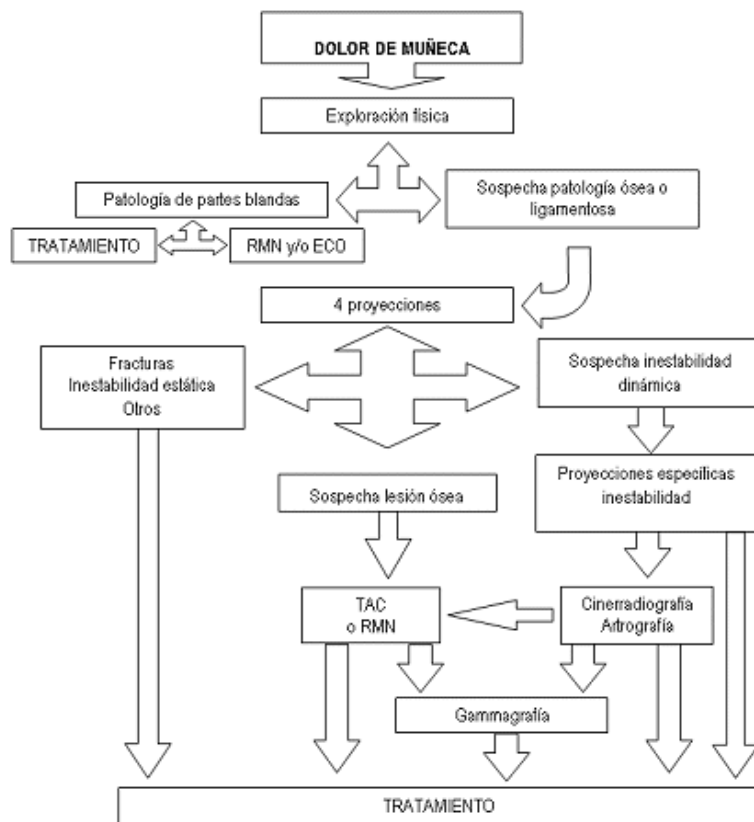 DOLOR DE MUÑECA
Exploración física
Patología de partes blandas
Sospecha patología ósea o
ligamentosa
TRATAMIENTO
RMN y/o ECO
4 proyecciones
Fracturas
Inestabilidad estática
Otros
Sospecha inestabilidad
dinámica
Sospecha lesión ósea
Proyecciones específicas
inestabilidad
TAC
o RMN
Cinerradiografía
Artrografía
Gammagrafía
TRATAMIENTO